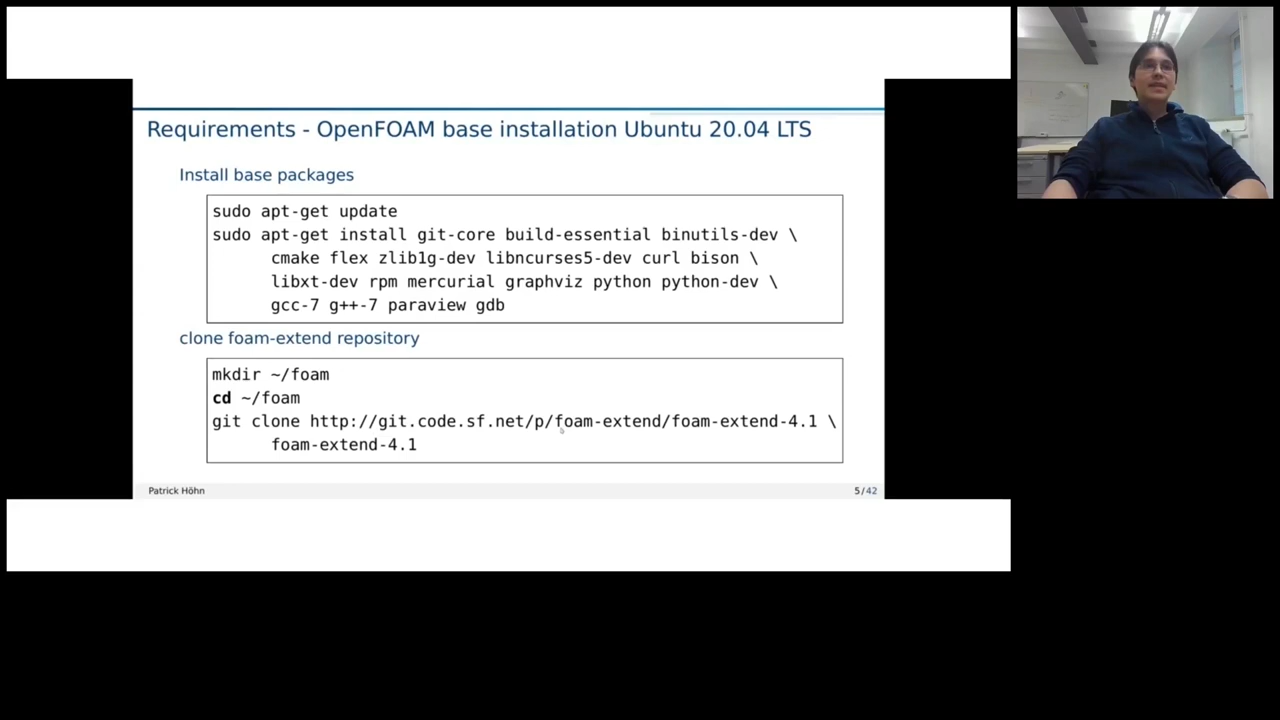 Requirements - OpenFOAM base installation Ubuntu 20.04 LTS
Install base packages
sudo apt-get update
sudo apt-get install git-core build-essential binutils-dev \
cmake flex zlib1g-dev libncurses5-dev curl bison \
libxt-dev rpm mercurial graphviz python python-dev \
gcc-7 g++-7 paraview gdb
clone foam-extend repository
mkdir ~/foam
cd ~/foam
git clone http://git.code.sf.net/p/foam-extend/foam-extend-4.1 \
foam-extend-4.1
Patrick Höhn
5/42